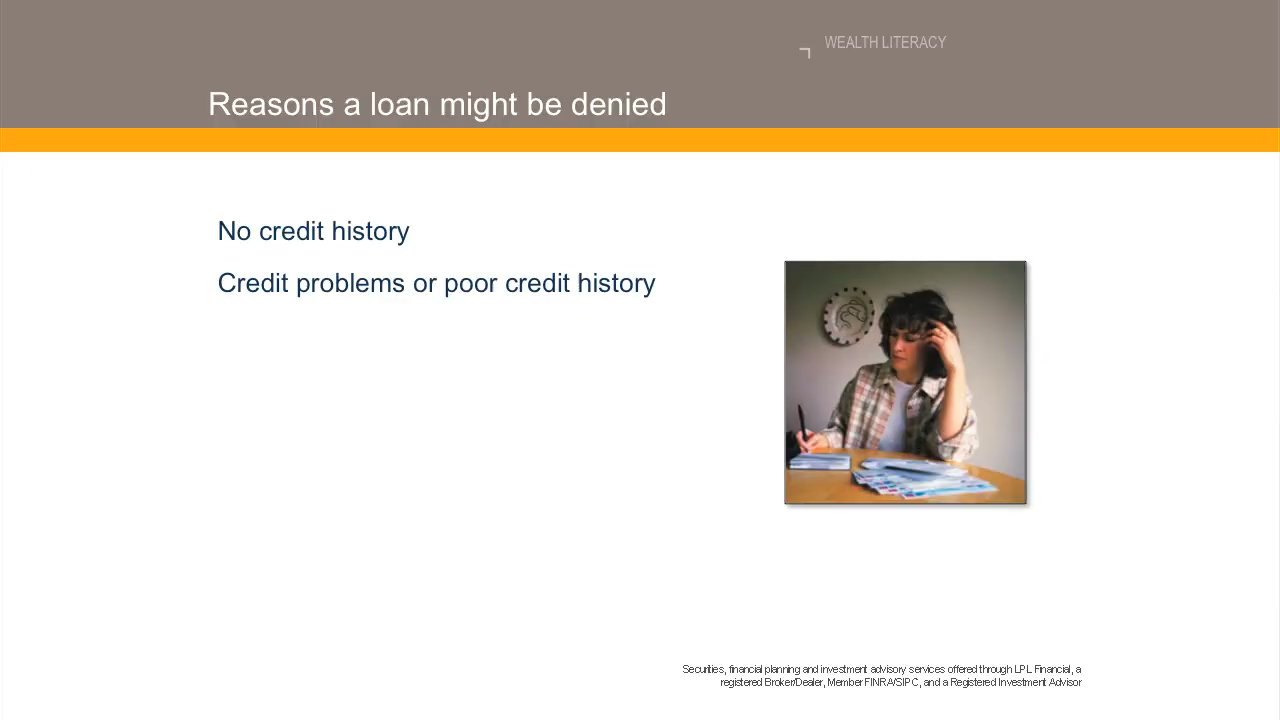 WEALTH LITERACY
Reasons a loan might be denied
No credit history
Credit problems or poor credit history
Securities, financial planning and investment advisory services offered through LPL Financial, a
registered Broker/Dealer, Member FINRA/SIPC, and a Registered Investment Advisor